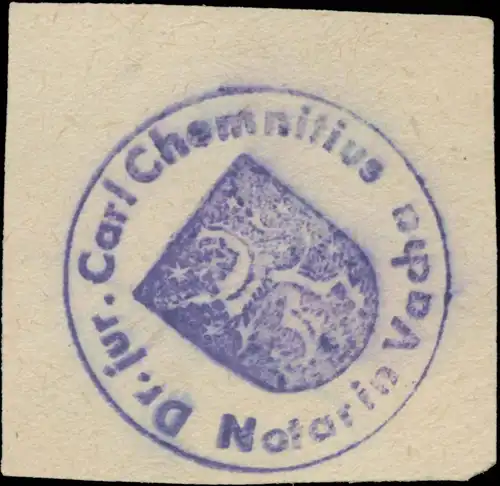 Dr. jur. Carl Chemnitius
Notar in Vacha